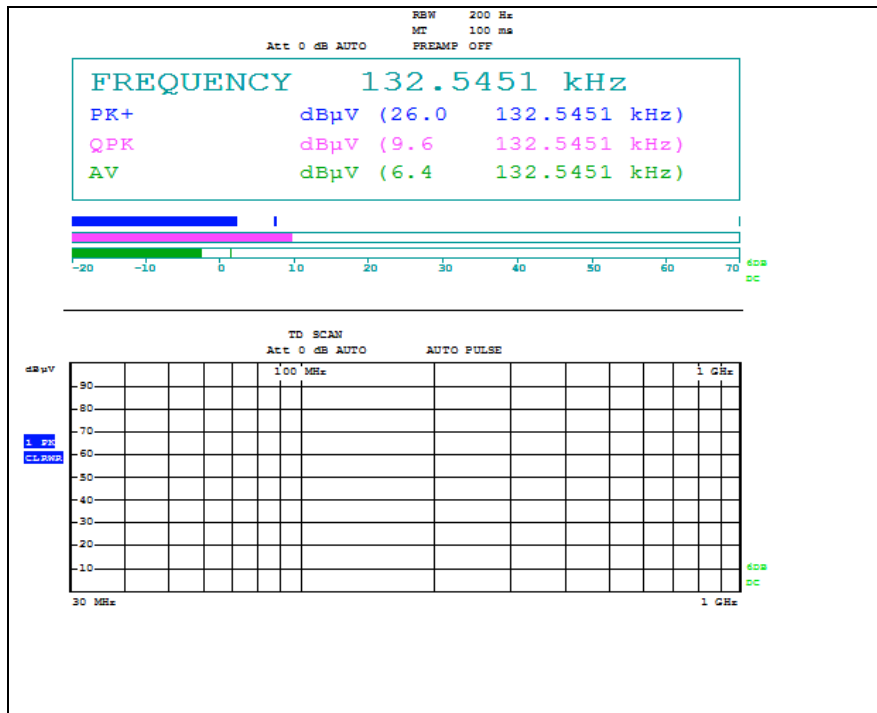 RBW 200 Hz
MT 100 ms
Att 0 dB AUTO PREAMP OFF
FREQUENCY 132.5451 kHz
PK+ dBµV (26.0 132.5451 kHz)
QPK dBµV (9.6 132.5451 kHz)
AV dBµV (6.4 132.5451 kHz)
-20 -10 0 10 20 30 40 50 60 70
6DB
DC
TD SCAN
Att 0 dB AUTO AUTO PULSE
dBµV
100 MHz 1 GHz
90
80
70
1 PK
CLRWR
60
50
40
30
20
10
6DB
DC
30 MHz 1 GHz